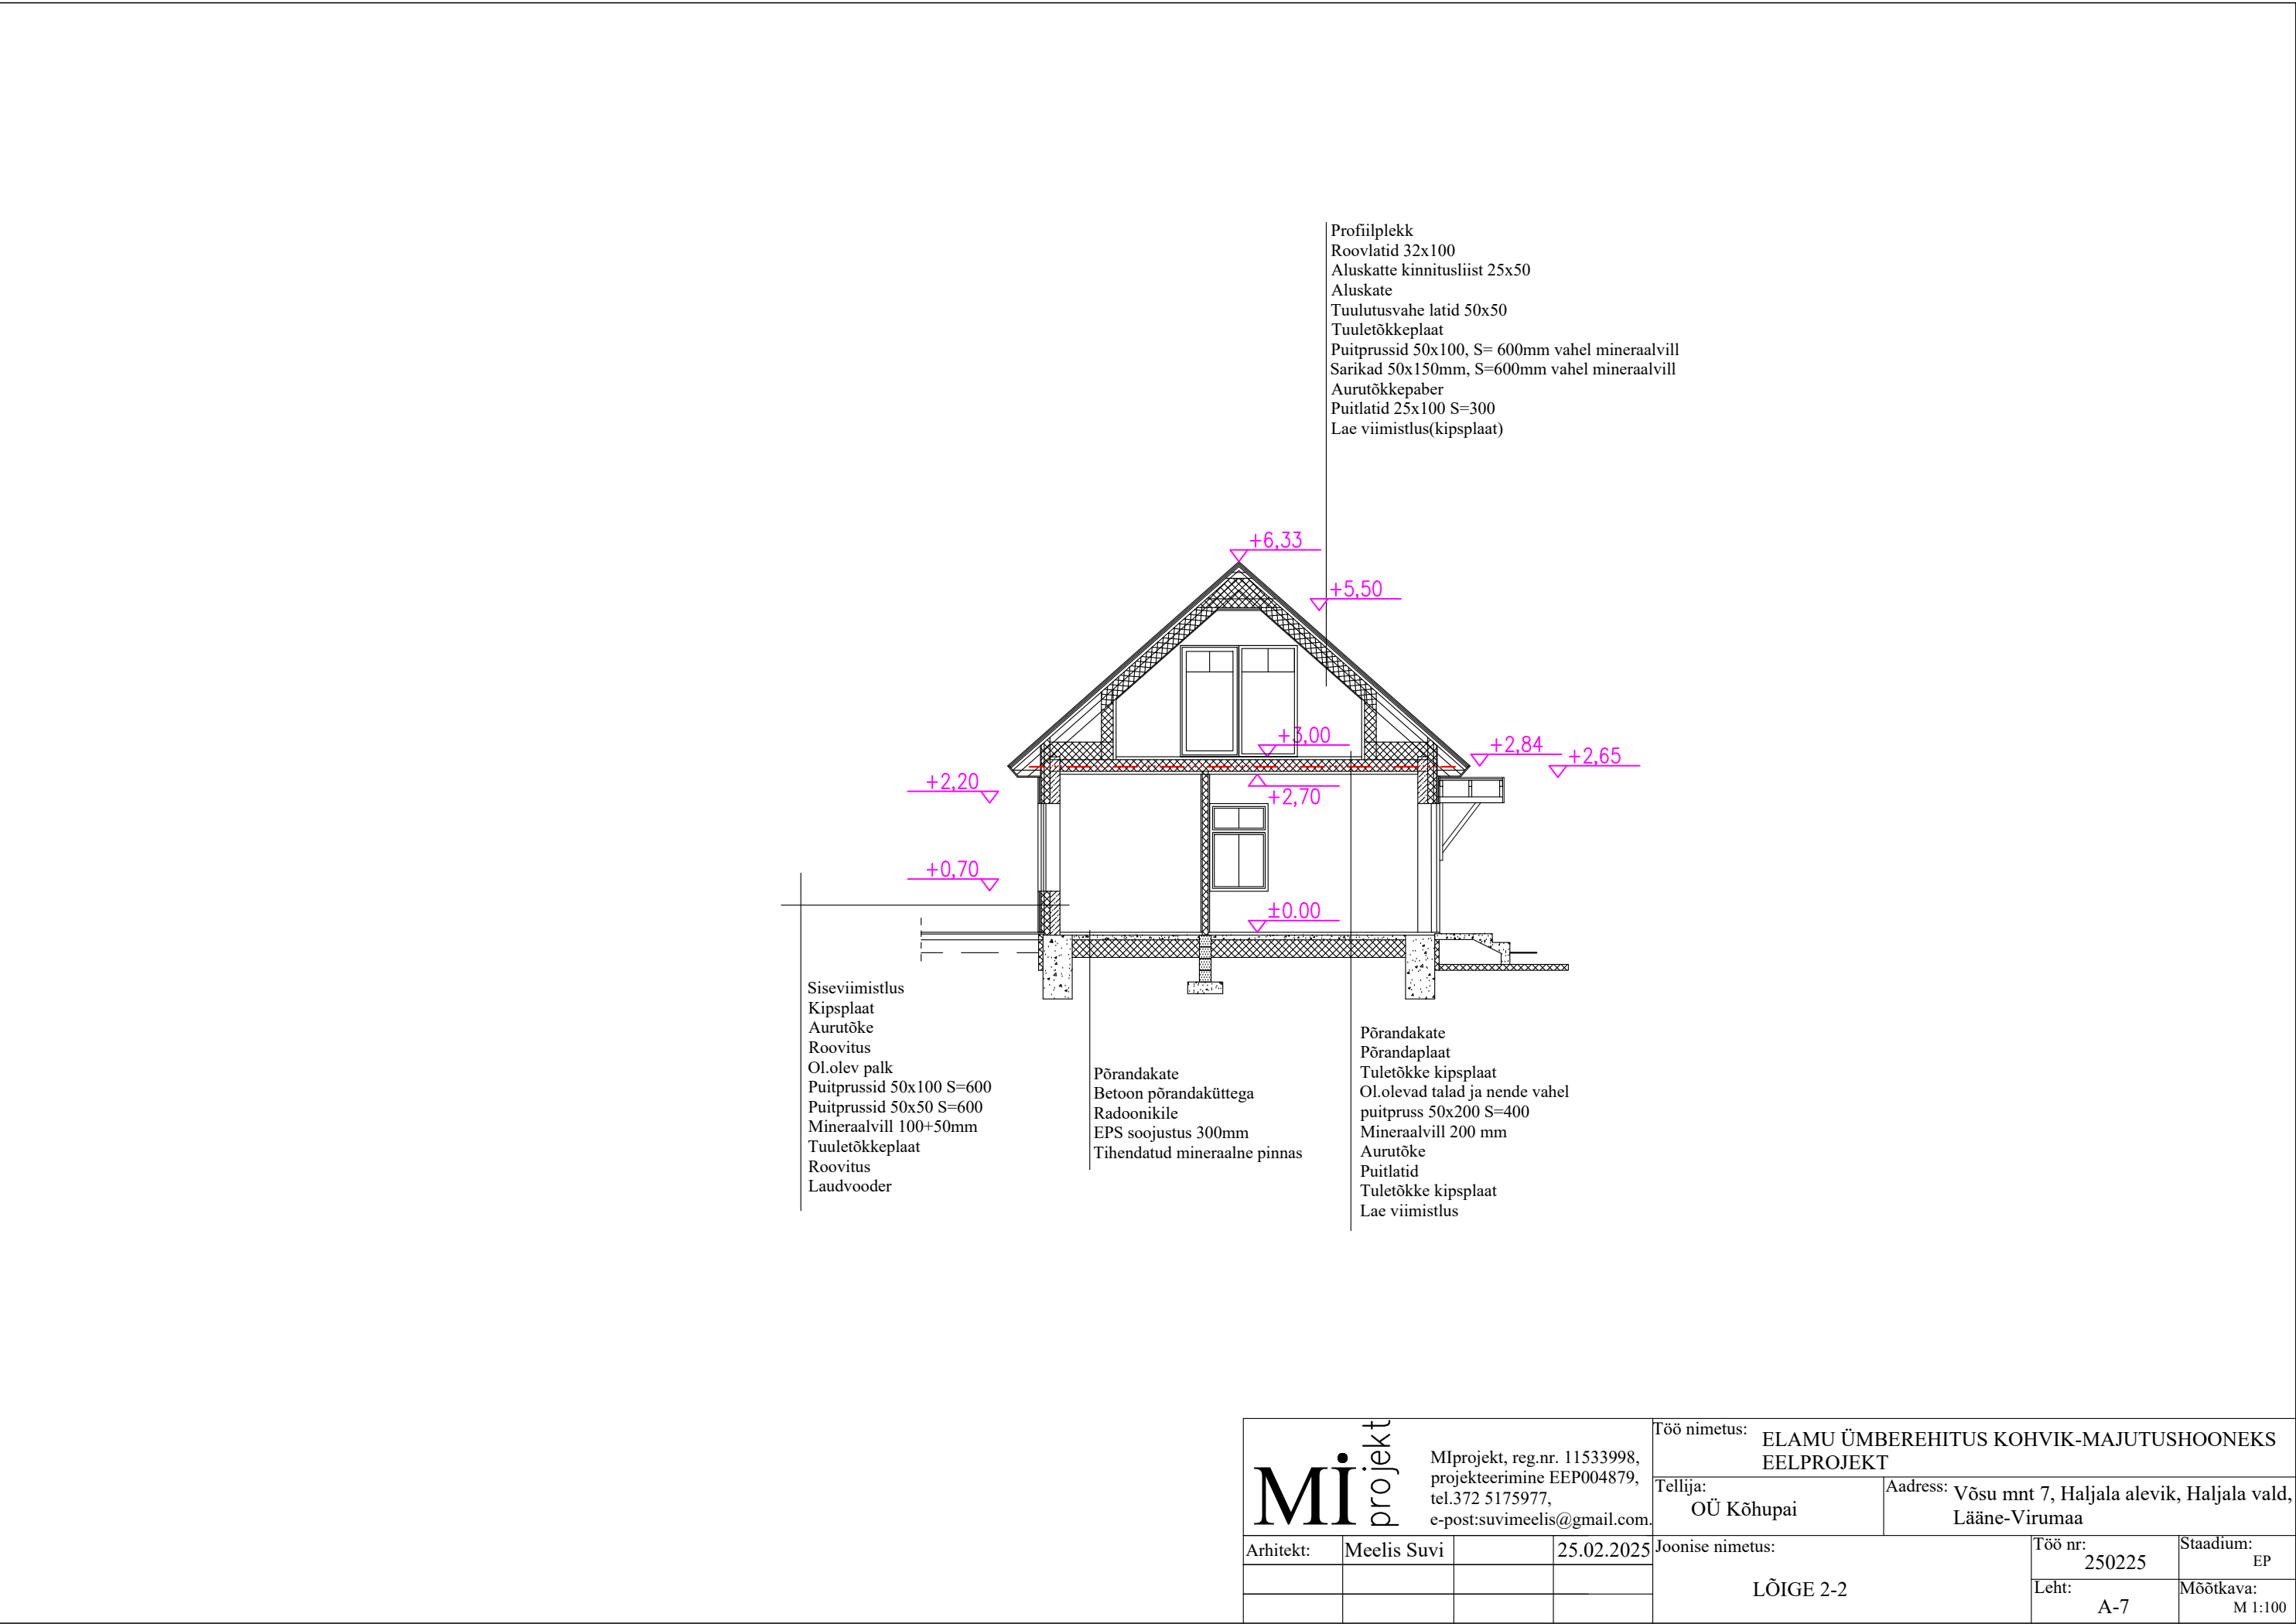 Profiilplekk
Roovlatid 32x100
Aluskatte kinnitusliist 25x50
Aluskate
Tuulutusvahe latid 50x50
Tuuletõkkeplaat
Puitprussid 50x100, S= 600mm vahel mineraalvill
Sarikad 50x150mm, S=600mm vahel mineraalvill
Aurutõkkepaber
Puitlatid 25x100 S=300
Lae viimistlus(kipsplaat)
+6,33
+5,50
+3,00
+2,84
+2,65
+2,20
+2,70
+0,70
±0.00
Siseviimistlus
Kipsplaat
Aurutõke
Roovitus
Ol.olev palk
Puitprussid 50x100 S=600
Puitprussid 50x50 S=600
Mineraalvill 100+50mm
Tuuletõkkeplaat
Roovitus
Laudvooder
Põrandakate
Betoon põrandaküttega
Radoonikile
EPS soojustus 300mm
Tihendatud mineraalne pinnas
Põrandakate
Põrandaplaat
Tuletõkke kipsplaat
Ol.olevad talad ja nende vahel
puitpruss 50x200 S=400
Mineraalvill 200 mm
Aurutõke
Puitlatid
Tuletõkke kipsplaat
Lae viimistlus
Mi projekt
MIprojekt, reg.nr. 11533998,
projekteerimine EEP004879,
tel.372 5175977,
e-post:suvimeelis@gmail.com.
Töö nimetus:
ELAMU ÜMBEREHITUS KOHVIK-MAJUTUSHOONEKS
EELPROJEKT
Tellija:
OÜ Kõhupai
Aadress: Võsu mnt 7, Haljala alevik, Haljala vald,
Lääne-Virumaa
Arhitekt: Meelis Suvi 25.02.2025
Joonise nimetus:
LÕIGE 2-2
Töö nr:
250225
Staadium:
EP
Leht:
A-7
Mõõtkava:
M 1:100